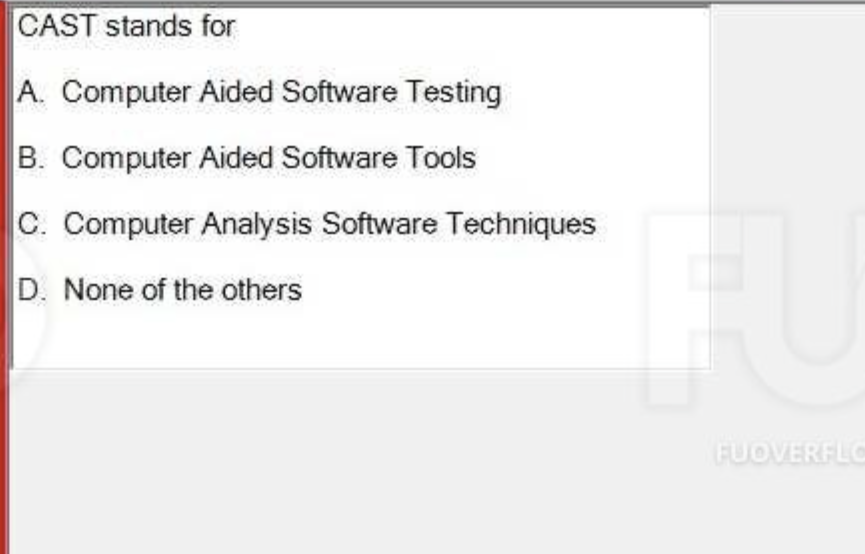 CAST stands for
A. Computer Aided Software Testing
B. Computer Aided Software Tools
C. Computer Analysis Software Techniques
D. None of the others
FU
FUOVERFLO